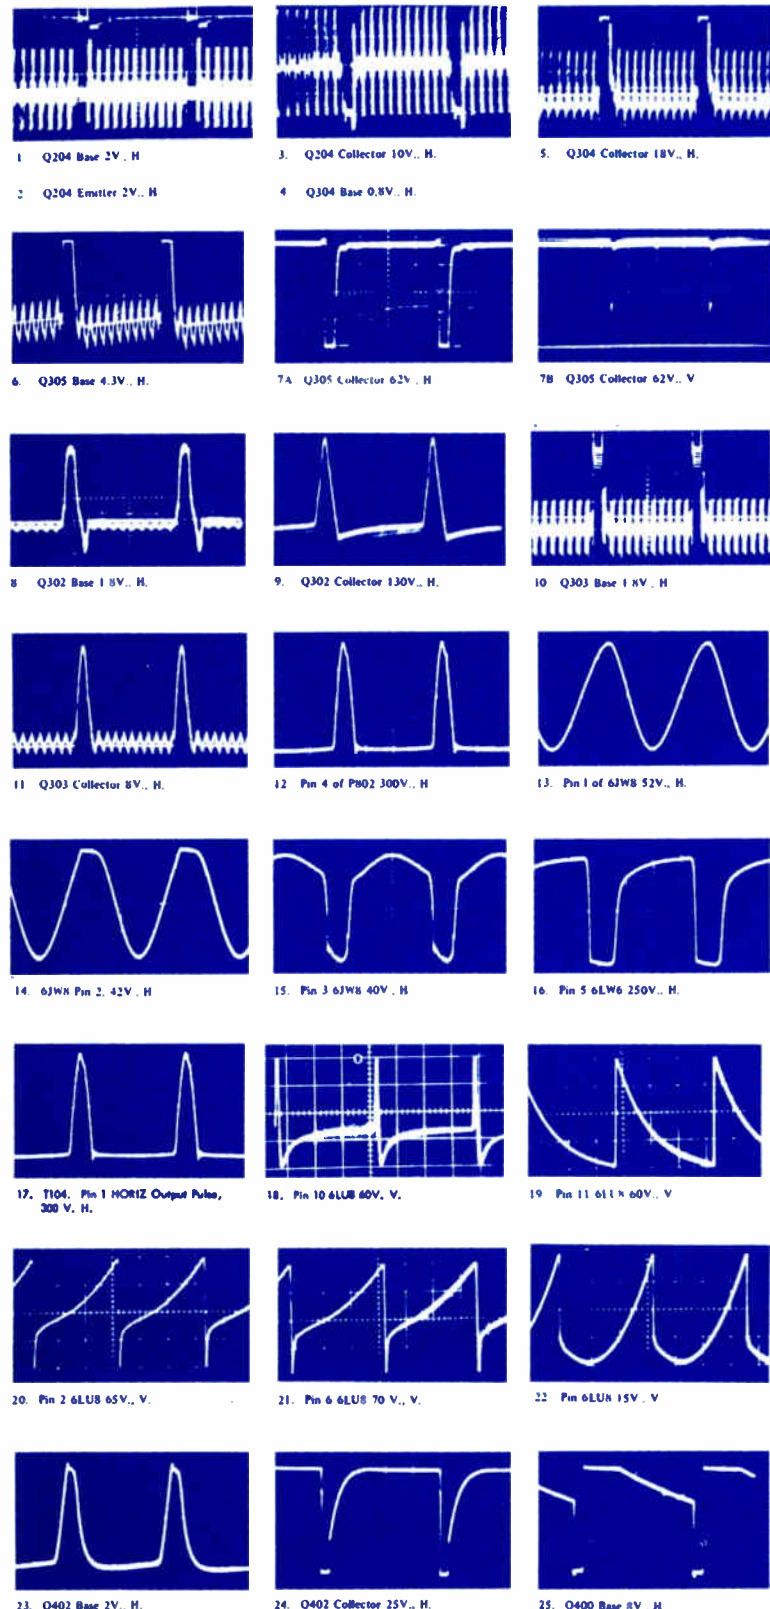 1 Q204 Base 2V., H
3. Q204 Collector 10V., H.
5. Q304 Collector 18V., H.
2 Q204 Emitter 2V., H
4 Q304 Base 0.8V., H.
6. Q305 Base 4.3V., H.
7A Q305 Collector 62V., H
7B Q305 Collector 62V., V
8 Q302 Base 1.8V., H.
9. Q302 Collector 130V., H.
10 Q303 Base 1.8V., H
11 Q303 Collector 8V., H.
12 Pin 4 of P802 300V., H
13. Pin 1 of 6JW8 52V., H.
14. 6JW8 Pin 2, 42V., H
15. Pin 3 6JW8 40V., H
16. Pin 5 6LW6 250V., H.
17. T104, Pin 1 HORIZ Output Pulse,
300 V. H.
18. Pin 10 6LU8 60V. V.
19 Pin 11 60V., V
20. Pin 2 6LU8 65V., V.
21. Pin 6 6LU8 70 V., V.
22 Pin 6LU8 15V., V
23. Q402 Base 2V., H.
24. Q402 Collector 25V., H.
25. Q400 Base 8V., H